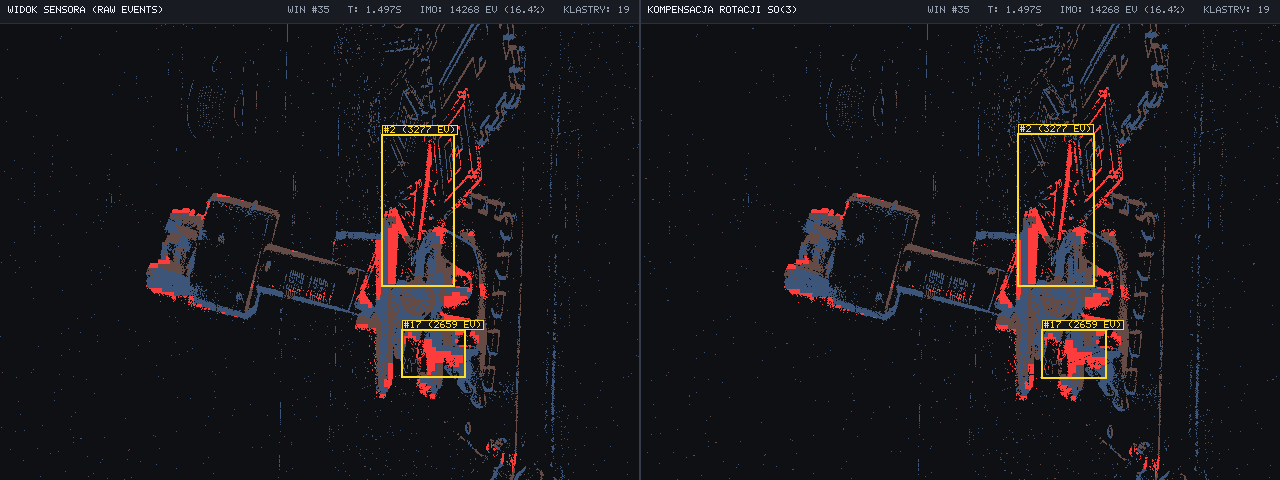 WIDOK SENSORA (RAW EVENTS) WIN #35 T: 1.497S IMO: 14268 EV (16.4%) KLASTRY: 19
KOMPENSACJA ROTACJI SO(3) WIN #35 T: 1.497S IMO: 14268 EV (16.4%) KLASTRY: 19
#2 (3277 EV)
#17 (2659 EV)
#2 (3277 EV)
#17 (2659 EV)